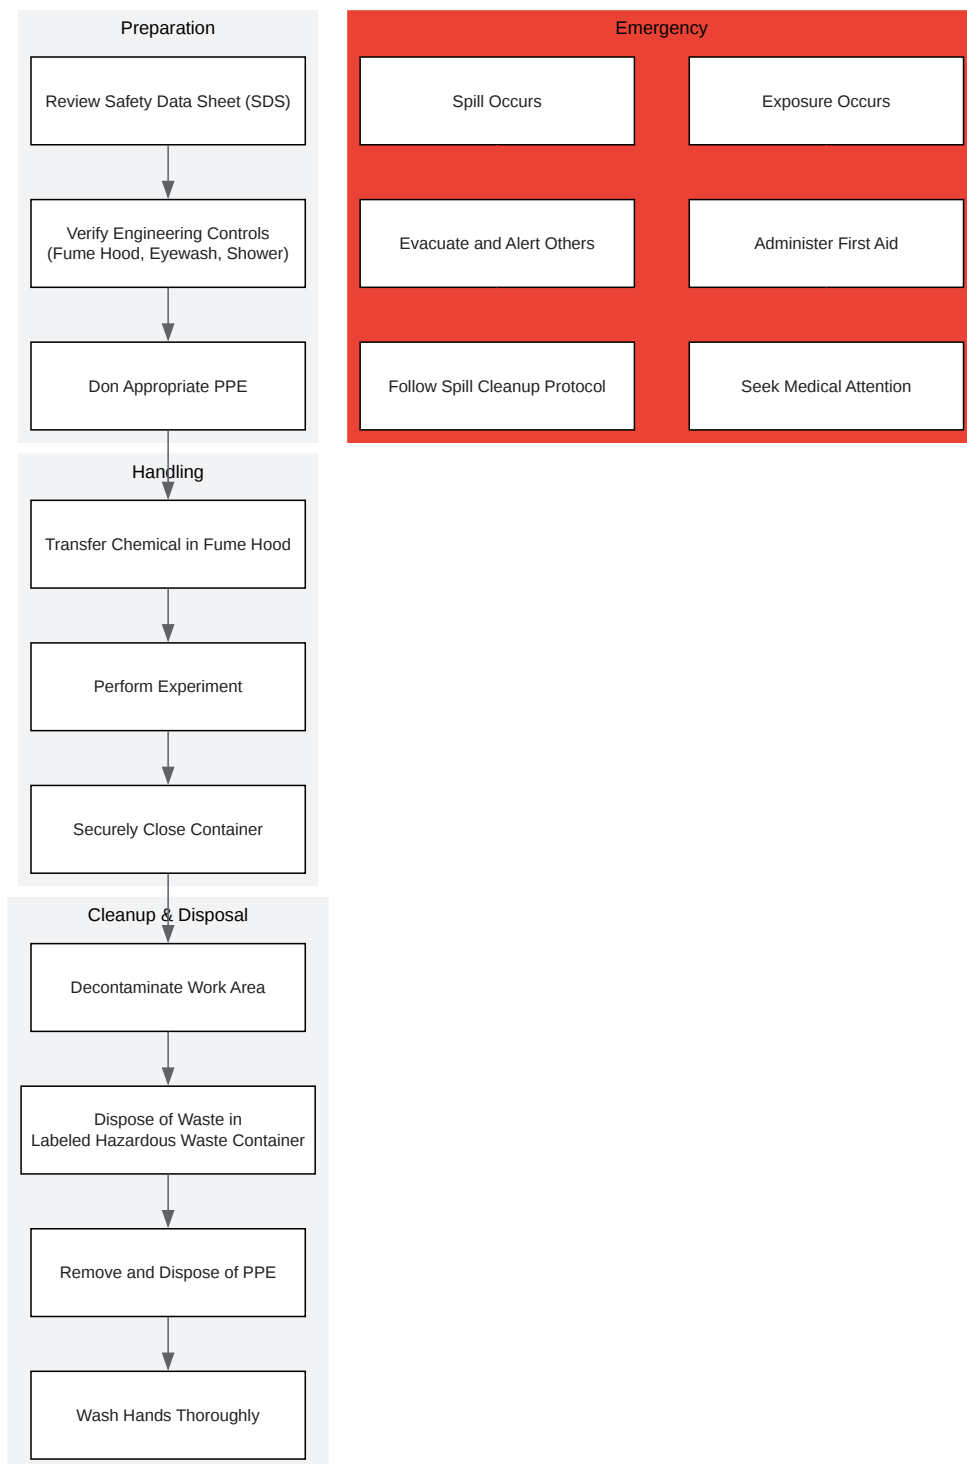 Preparation
Review Safety Data Sheet (SDS)
Verify Engineering Controls
(Fume Hood, Eyewash, Shower)
Don Appropriate PPE
Handling
Transfer Chemical in Fume Hood
Perform Experiment
Securely Close Container
Cleanup & Disposal
Decontaminate Work Area
Dispose of Waste in
Labeled Hazardous Waste Container
Remove and Dispose of PPE
Wash Hands Thoroughly
Emergency
Spill Occurs
Evacuate and Alert Others
Follow Spill Cleanup Protocol
Exposure Occurs
Administer First Aid
Seek Medical Attention